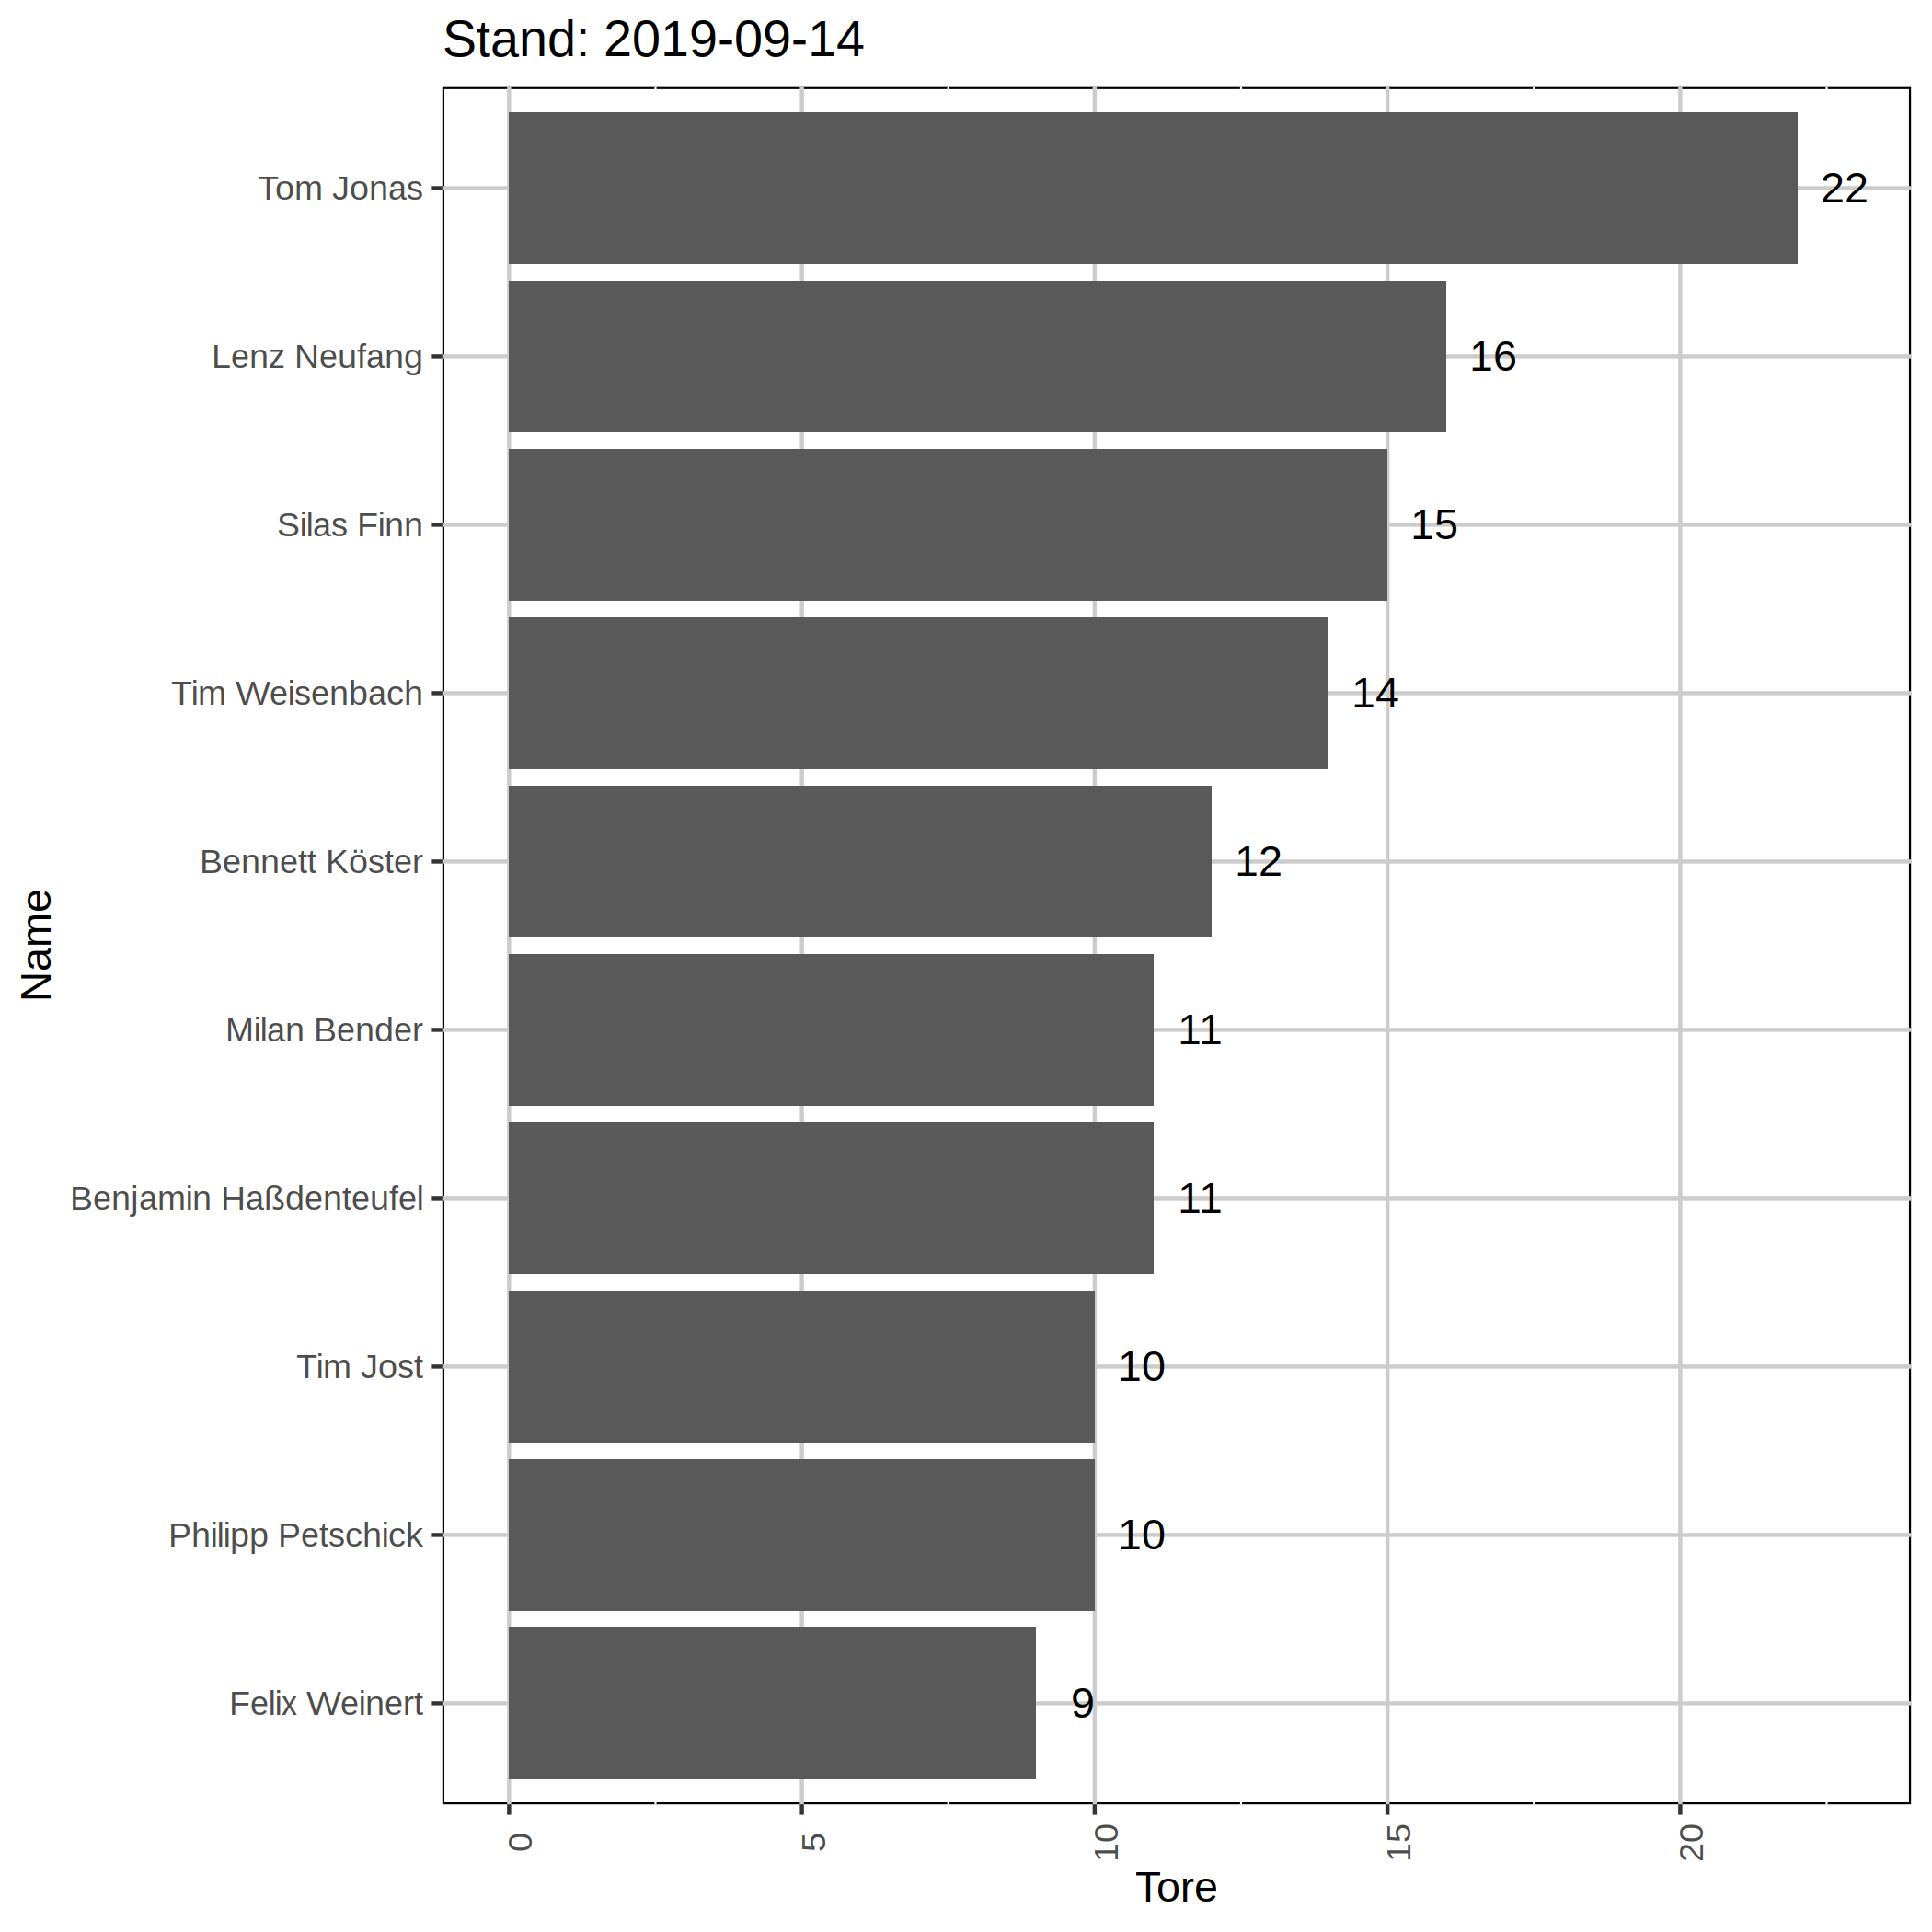 Stand: 2019-09-14
Name
Tom Jonas 22
Lenz Neufang 16
Silas Finn 15
Tim Weisenbach 14
Bennett Köster 12
Milan Bender 11
Benjamin Haßdenteufel 11
Tim Jost 10
Philipp Petschick 10
Felix Weinert 9
0 5 10 15 20
Tore